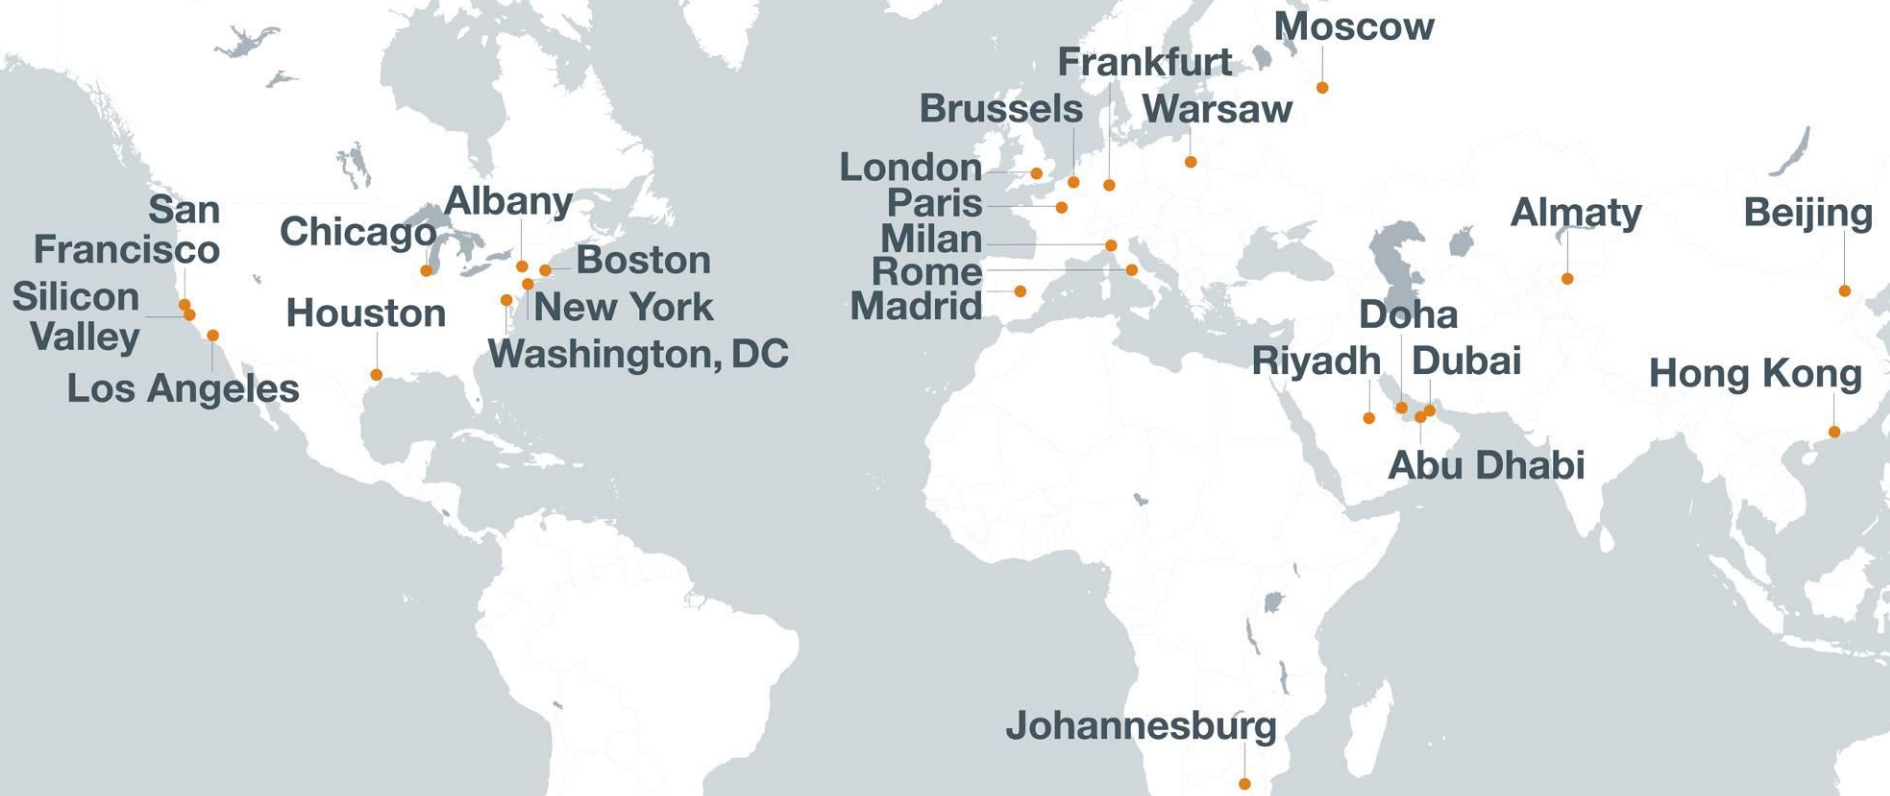 Moscow
Frankfurt
Brussels
Warsaw
London
Paris
Milan
Rome
Madrid
San
Francisco
Silicon
Valley
Los Angeles
Chicago
Albany
Houston
Boston
New York
Washington, DC
Almaty
Beijing
Doha
Riyadh
Dubai
Abu Dhabi
Hong Kong
Johannesburg